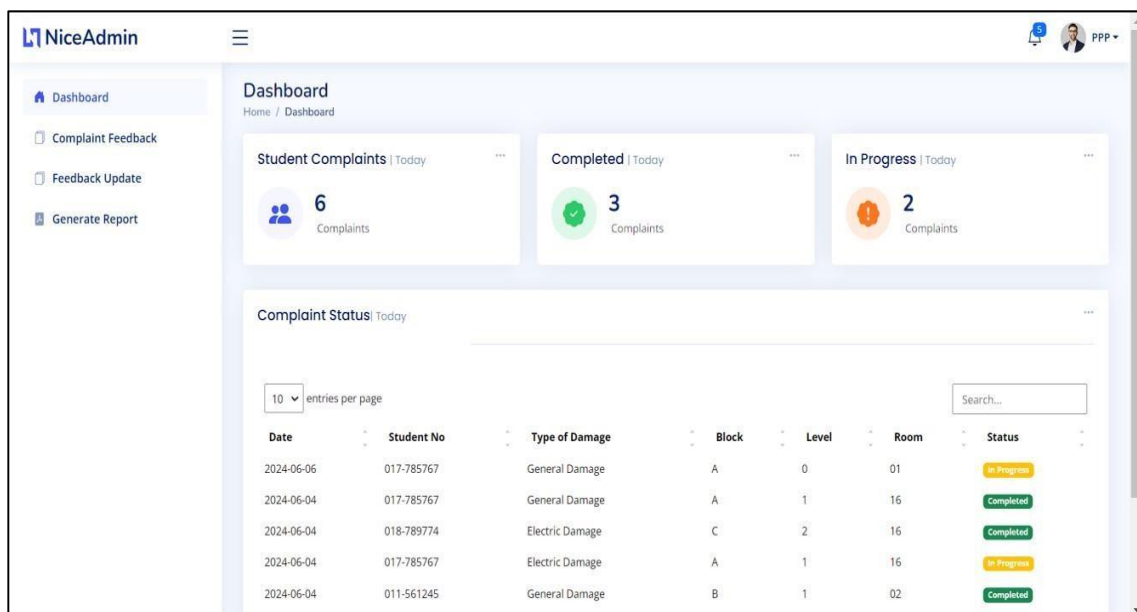 NiceAdmin
5
PPP
Dashboard
Complaint Feedback
Feedback Update
Generate Report
Dashboard
Home / Dashboard
Student Complaints | Today
6
Complaints
Completed | Today
3
Complaints
In Progress | Today
2
Complaints
Complaint Status| Today
10 entries per page
Search...
Date Student No Type of Damage Block Level Room Status
2024-06-06 017-785767 General Damage A 0 01 In Progress
2024-06-04 017-785767 General Damage A 1 16 Completed
2024-06-04 018-789774 Electric Damage C 2 16 Completed
2024-06-04 017-785767 Electric Damage A 1 16 In Progress
2024-06-04 011-561245 General Damage B 1 02 Completed